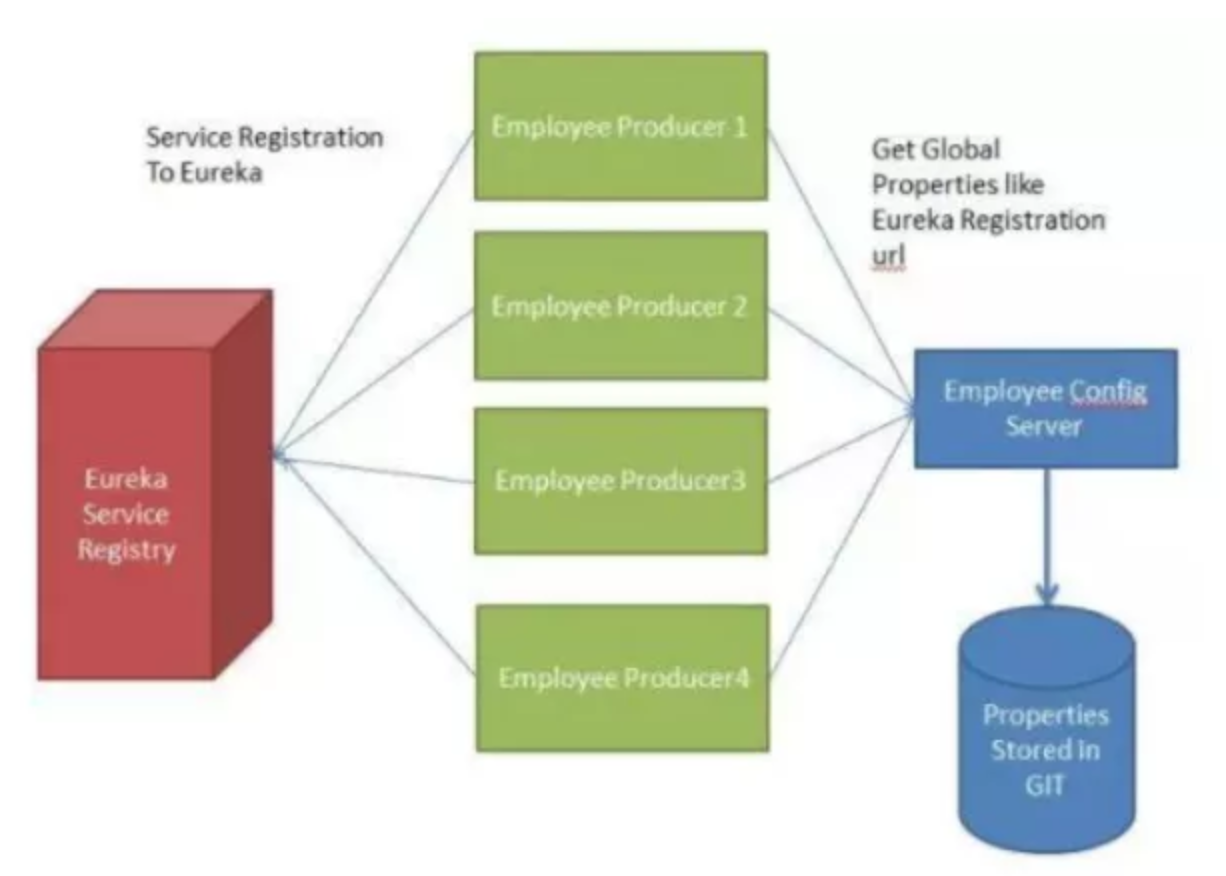 Service Registration
To Eureka
Employee Producer 1
Get Global
Properties like
Eureka Registration
url
Employee Producer 2
Employee Config
Server
Eureka
Service
Registry
Employee Producer3
Employee Producer4
Properties
Stored in
GIT